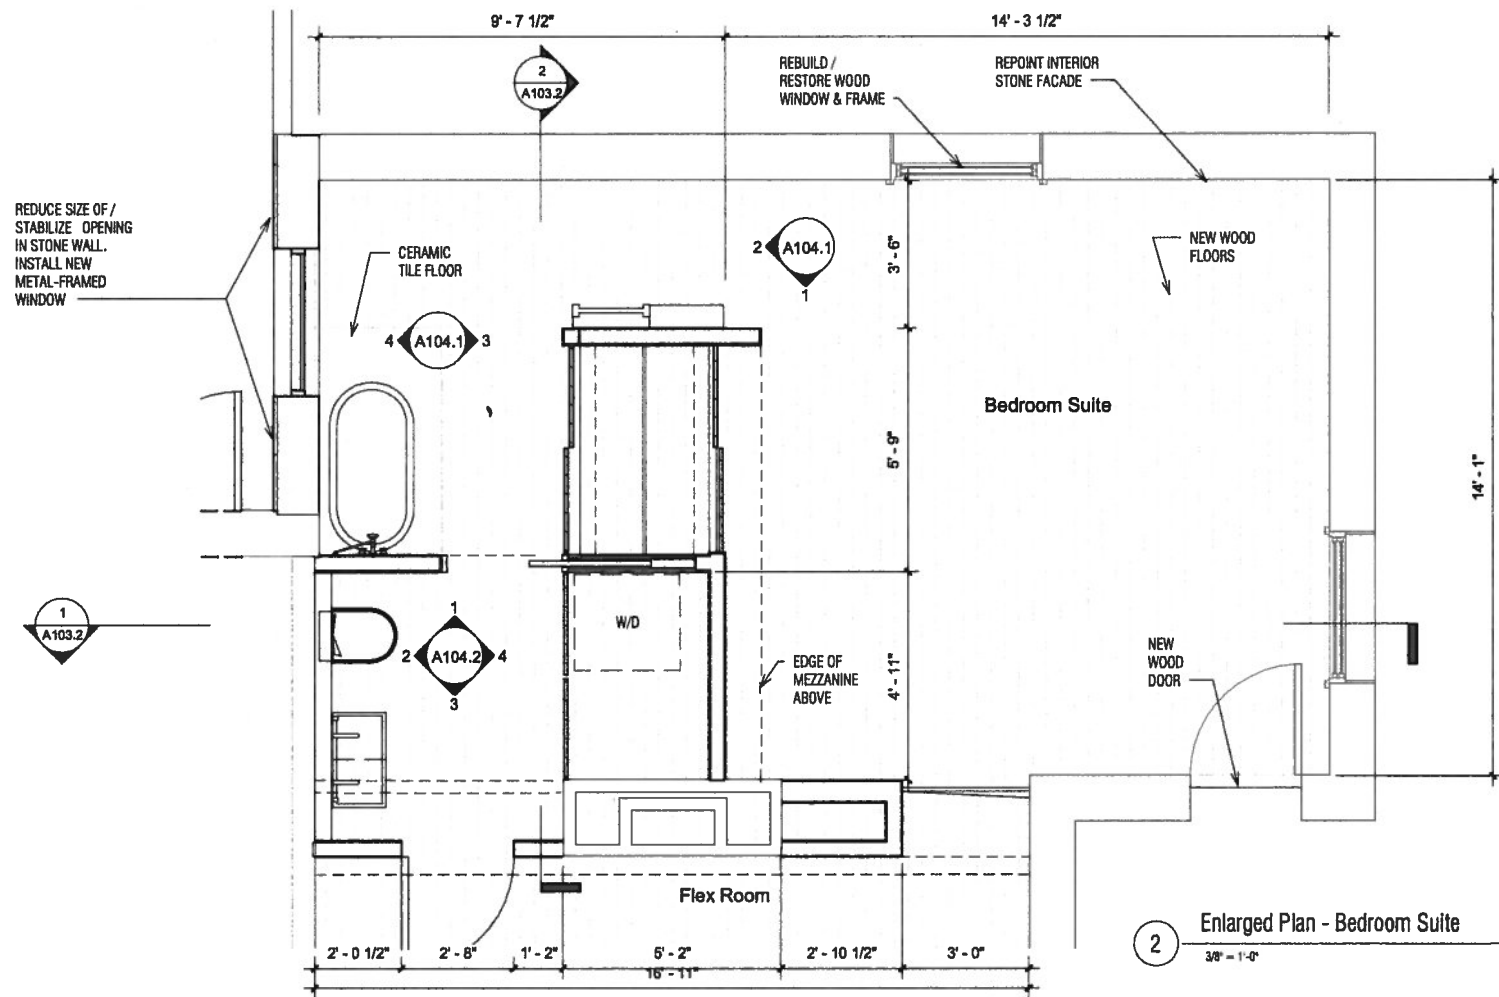 9' - 7 1/2"
14' - 3 1/2"
2
A103.2
REBUILD /
RESTORE WOOD
WINDOW & FRAME
REPOINT INTERIOR
STONE FACADE
REDUCE SIZE OF /
STABILIZE OPENING
IN STONE WALL.
INSTALL NEW
METAL-FRAMED
WINDOW
CERAMIC
TILE FLOOR
2 A104.1
1
3' - 6"
NEW WOOD
FLOORS
4 A104.1 3
Bedroom Suite
5' - 9"
14' - 1"
1
A103.2
W/D
1
2 A104.2 4
3
EDGE OF
MEZZANINE
ABOVE
4' - 11"
NEW
WOOD
DOOR
Flex Room
2' - 0 1/2"
2' - 8"
1' - 2"
5' - 2"
2' - 10 1/2"
3' - 0"
16' - 11"
2
Enlarged Plan - Bedroom Suite
3/8" = 1'-0"